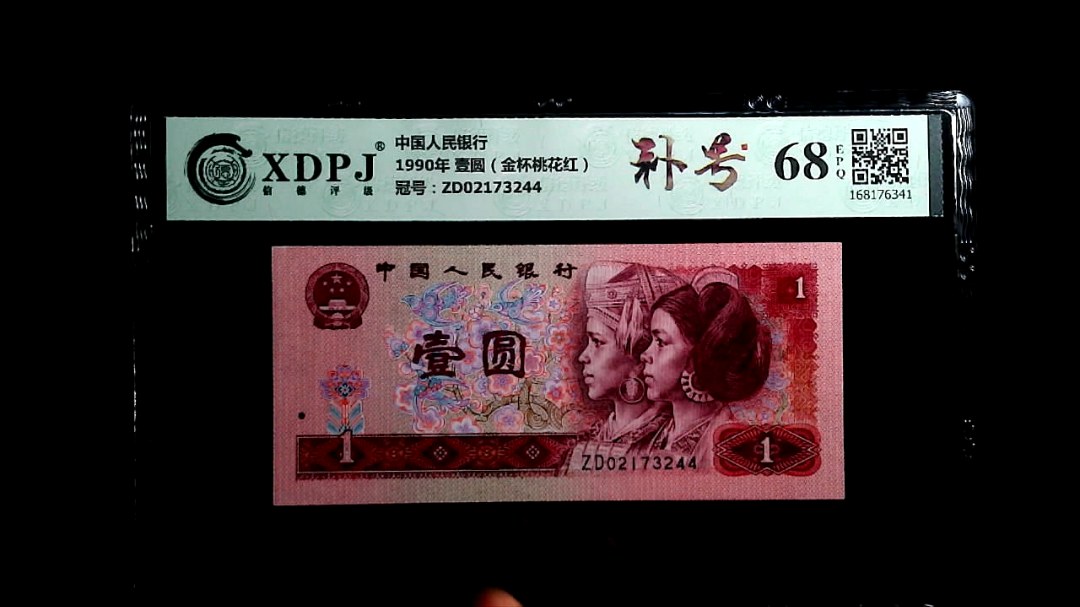 XDPJ®
信德评级
中国人民银行
1990年 壹圆（金杯桃花红）
冠号：ZD02173244
补号
68
EPQ
168176341
中国人民银行
1
壹圆
1
ZD02173244
1